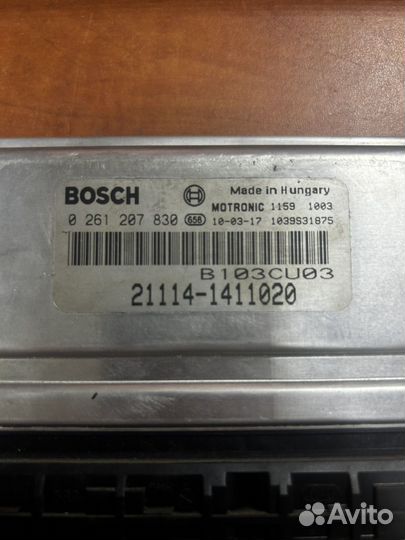 BOSCH
Made in Hungary
MOTRONIC 1159 1003
0 261 207 830 658 10-03-17 1039S31875
B103CU03
21114-1411020
Avito